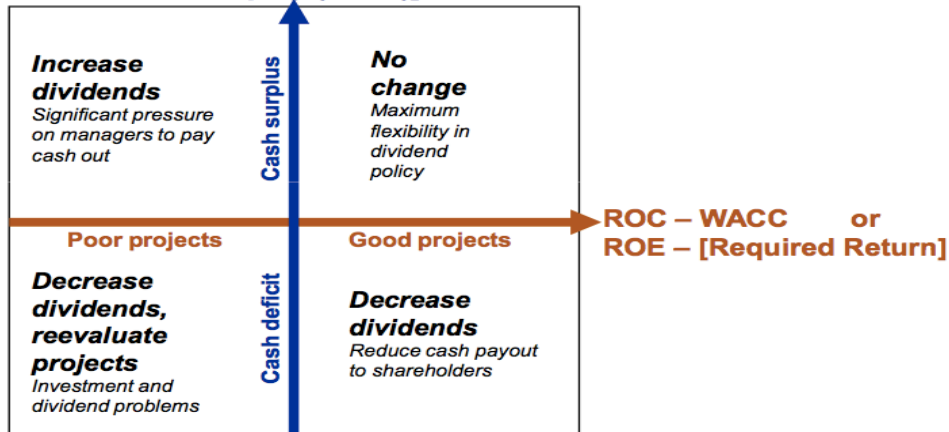 Increase
dividends
Significant pressure
on managers to pay
cash out
Cash surplus
No
change
Maximum
flexibility in
dividend
policy
ROC – WACC or
ROE – [Required Return]
Poor projects
Good projects
Decrease
dividends,
reevaluate
projects
Investment and
dividend problems
Cash deficit
Decrease
dividends
Reduce cash payout
to shareholders